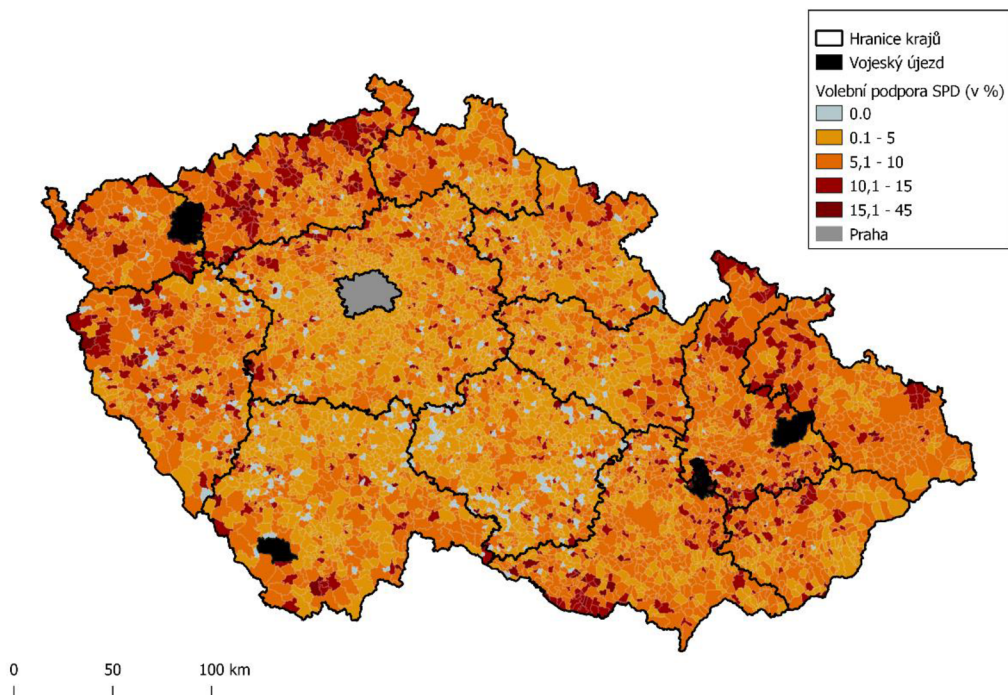 Hranice krajů
Vojeský újezd
Volební podpora SPD (v %)
0.0
0.1 - 5
5,1 - 10
10,1 - 15
15,1 - 45
Praha
0 50 100 km